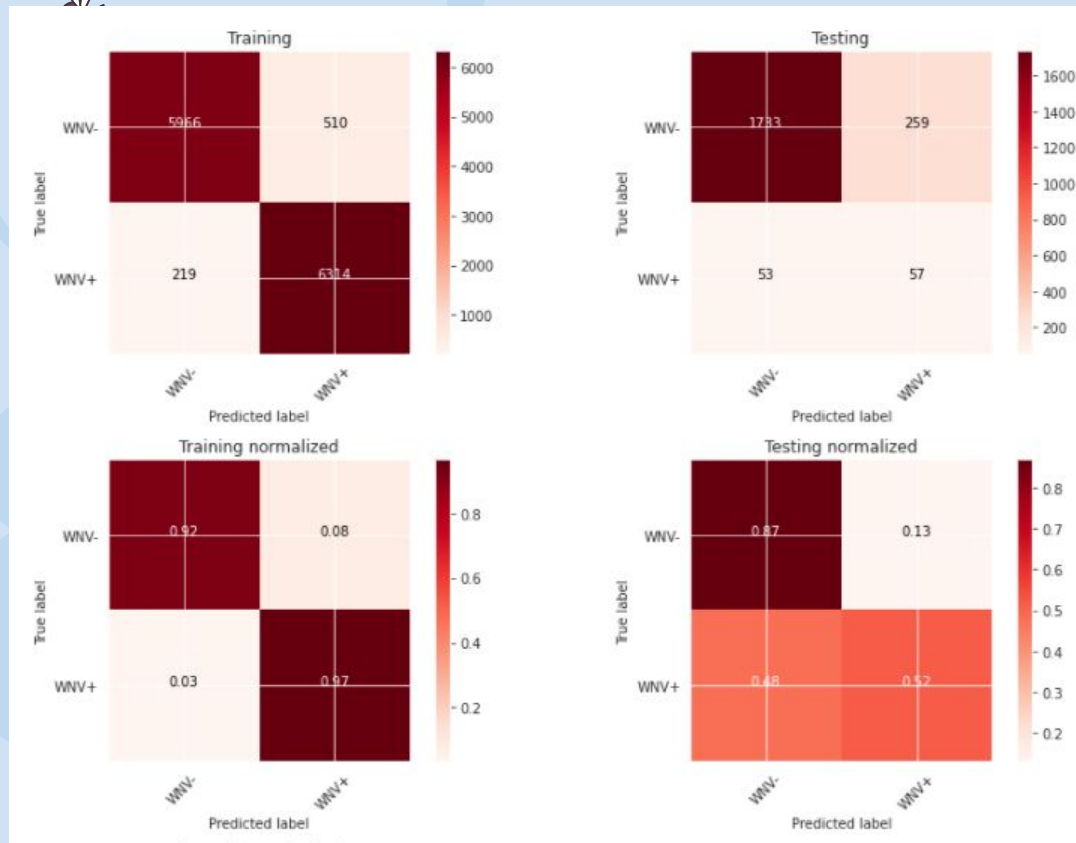 Training
6000
5000
4000
3000
2000
1000
WNV-
WNV+
True label
5966 510
219 6314
WNV- WNV+
Predicted label
Testing
1600
1400
1200
1000
800
600
400
200
WNV-
WNV+
True label
1733 259
53 57
WNV- WNV+
Predicted label
Training normalized
0.8
0.6
0.4
0.2
WNV-
WNV+
True label
0.92 0.08
0.03 0.97
WNV- WNV+
Predicted label
Testing normalized
0.8
0.7
0.6
0.5
0.4
0.3
0.2
WNV-
WNV+
True label
0.87 0.13
0.48 0.52
WNV- WNV+
Predicted label